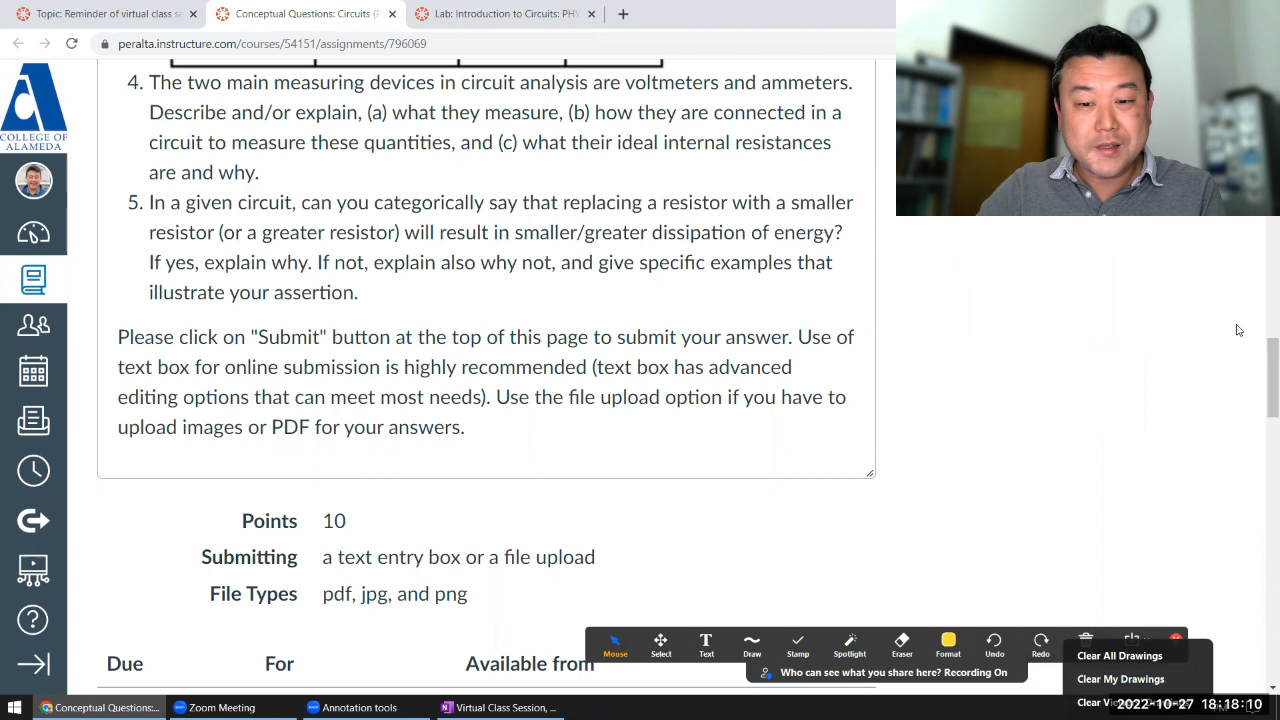 Topic: Reminder of virtual class se
Conceptual Questions: Circuits (P
Lab: Introduction to Circuits: PHY
peralta.instructure.com/courses/54151/assignments/796069
COLLEGE OF
ALAMEDA
4. The two main measuring devices in circuit analysis are voltmeters and ammeters.
Describe and/or explain, (a) what they measure, (b) how they are connected in a
circuit to measure these quantities, and (c) what their ideal internal resistances
are and why.
5. In a given circuit, can you categorically say that replacing a resistor with a smaller
resistor (or a greater resistor) will result in smaller/greater dissipation of energy?
If yes, explain why. If not, explain also why not, and give specific examples that
illustrate your assertion.
Please click on "Submit" button at the top of this page to submit your answer. Use of
text box for online submission is highly recommended (text box has advanced
editing options that can meet most needs). Use the file upload option if you have to
upload images or PDF for your answers.
Points 10
Submitting a text entry box or a file upload
File Types pdf, jpg, and png
Due For Available from
Mouse Select Text Draw Stamp Spotlight Eraser Format Undo Redo
Who can see what you share here? Recording On
Clear All Drawings
Clear My Drawings
Clear
Conceptual Questions:...
Zoom Meeting
Annotation tools
Virtual Class Session, ...
2022-10-27 18:18:10